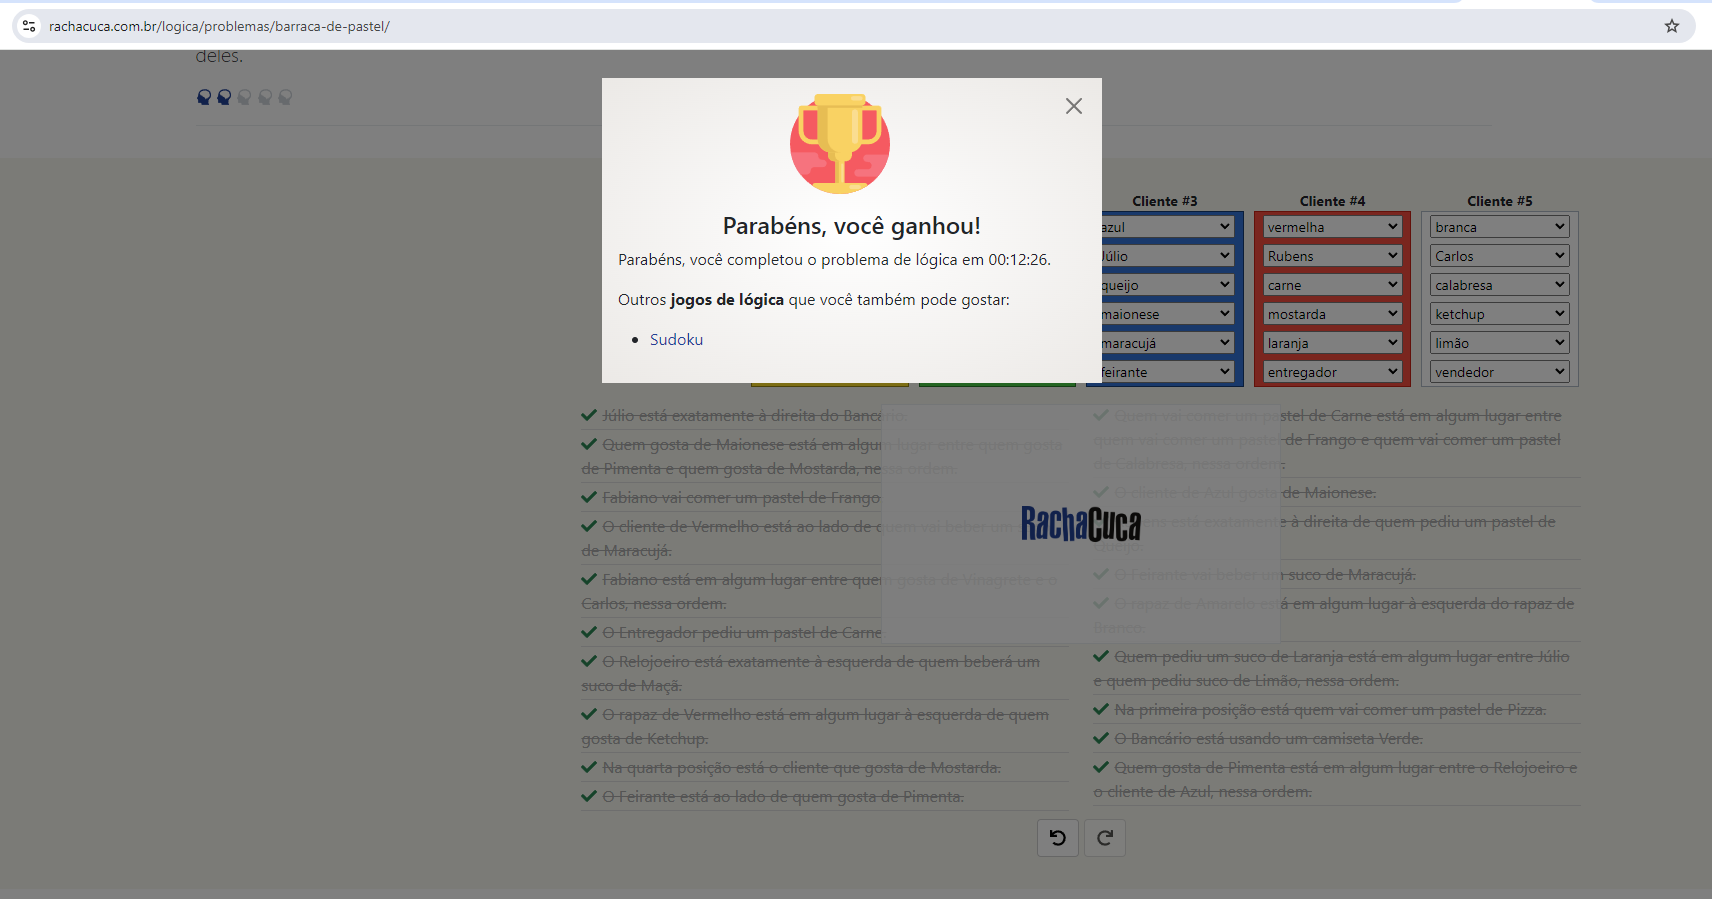 rachacuca.com.br/logica/problemas/barraca-de-pastel/
deles.
Parabéns, você ganhou!
Parabéns, você completou o problema de lógica em 00:12:26.
Outros jogos de lógica que você também pode gostar:
Sudoku
Cliente #3
Cliente #4
Cliente #5
azul
vermelha
branca
Júlio
Rubens
Carlos
queijo
carne
calabresa
maionese
mostarda
ketchup
maracujá
laranja
limão
feirante
entregador
vendedor
Júlio está exatamente à direita do Bancário.
Quem gosta de Maionese está em algum lugar entre quem gosta
de Pimenta e quem gosta de Mostarda, nessa ordem.
Fabiano vai comer um pastel de Frango
O cliente de Vermelho está ao lado de quem vai beber um
de Maracujá.
Fabiano está em algum lugar entre quem gosta de Vinagrete e o
Carlos, nessa ordem.
O Entregador pediu um pastel de Carne
O Relojoeiro está exatamente à esquerda de quem beberá um
suco de Maçã.
O rapaz de Vermelho está em algum lugar à esquerda de quem
gosta de Ketchup.
Na quarta posição está o cliente que gosta de Mostarda.
O Feirante está ao lado de quem gosta de Pimenta.
Quem vai comer um pastel de Carne está em algum lugar entre
quem vai comer um pastel de Frango e quem vai comer um pastel
de Calabresa, nessa ordem.
O cliente de Azul gosta de Maionese.
está exatamente à direita de quem pediu um pastel de
Queijo.
O Feirante vai beber um suco de Maracujá.
O rapaz de Amarelo está em algum lugar à esquerda do rapaz de
Branco.
Quem pediu um suco de Laranja está em algum lugar entre Júlio
e quem pediu suco de Limão, nessa ordem.
Na primeira posição está quem vai comer um pastel de Pizza.
O Bancário está usando um camiseta Verde.
Quem gosta de Pimenta está em algum lugar entre o Relojoeiro e
o cliente de Azul, nessa ordem.
RachaCuca